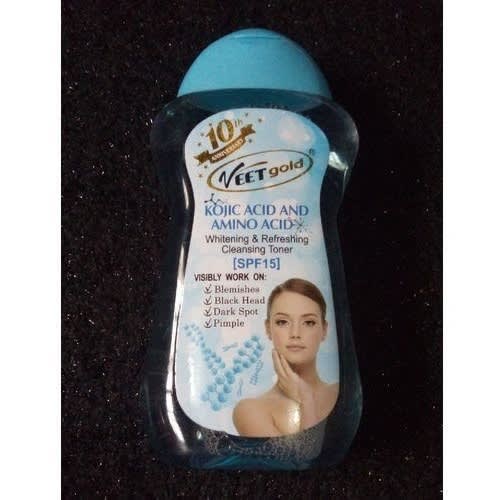 10th
ANNIVERSARY
VEET gold®
KOJIC ACID AND
AMINO ACID
Whitening & Refreshing
Cleansing Toner
[SPF15]
VISIBLY WORK ON:
Blemishes
Black Head
Dark Spot
Pimple